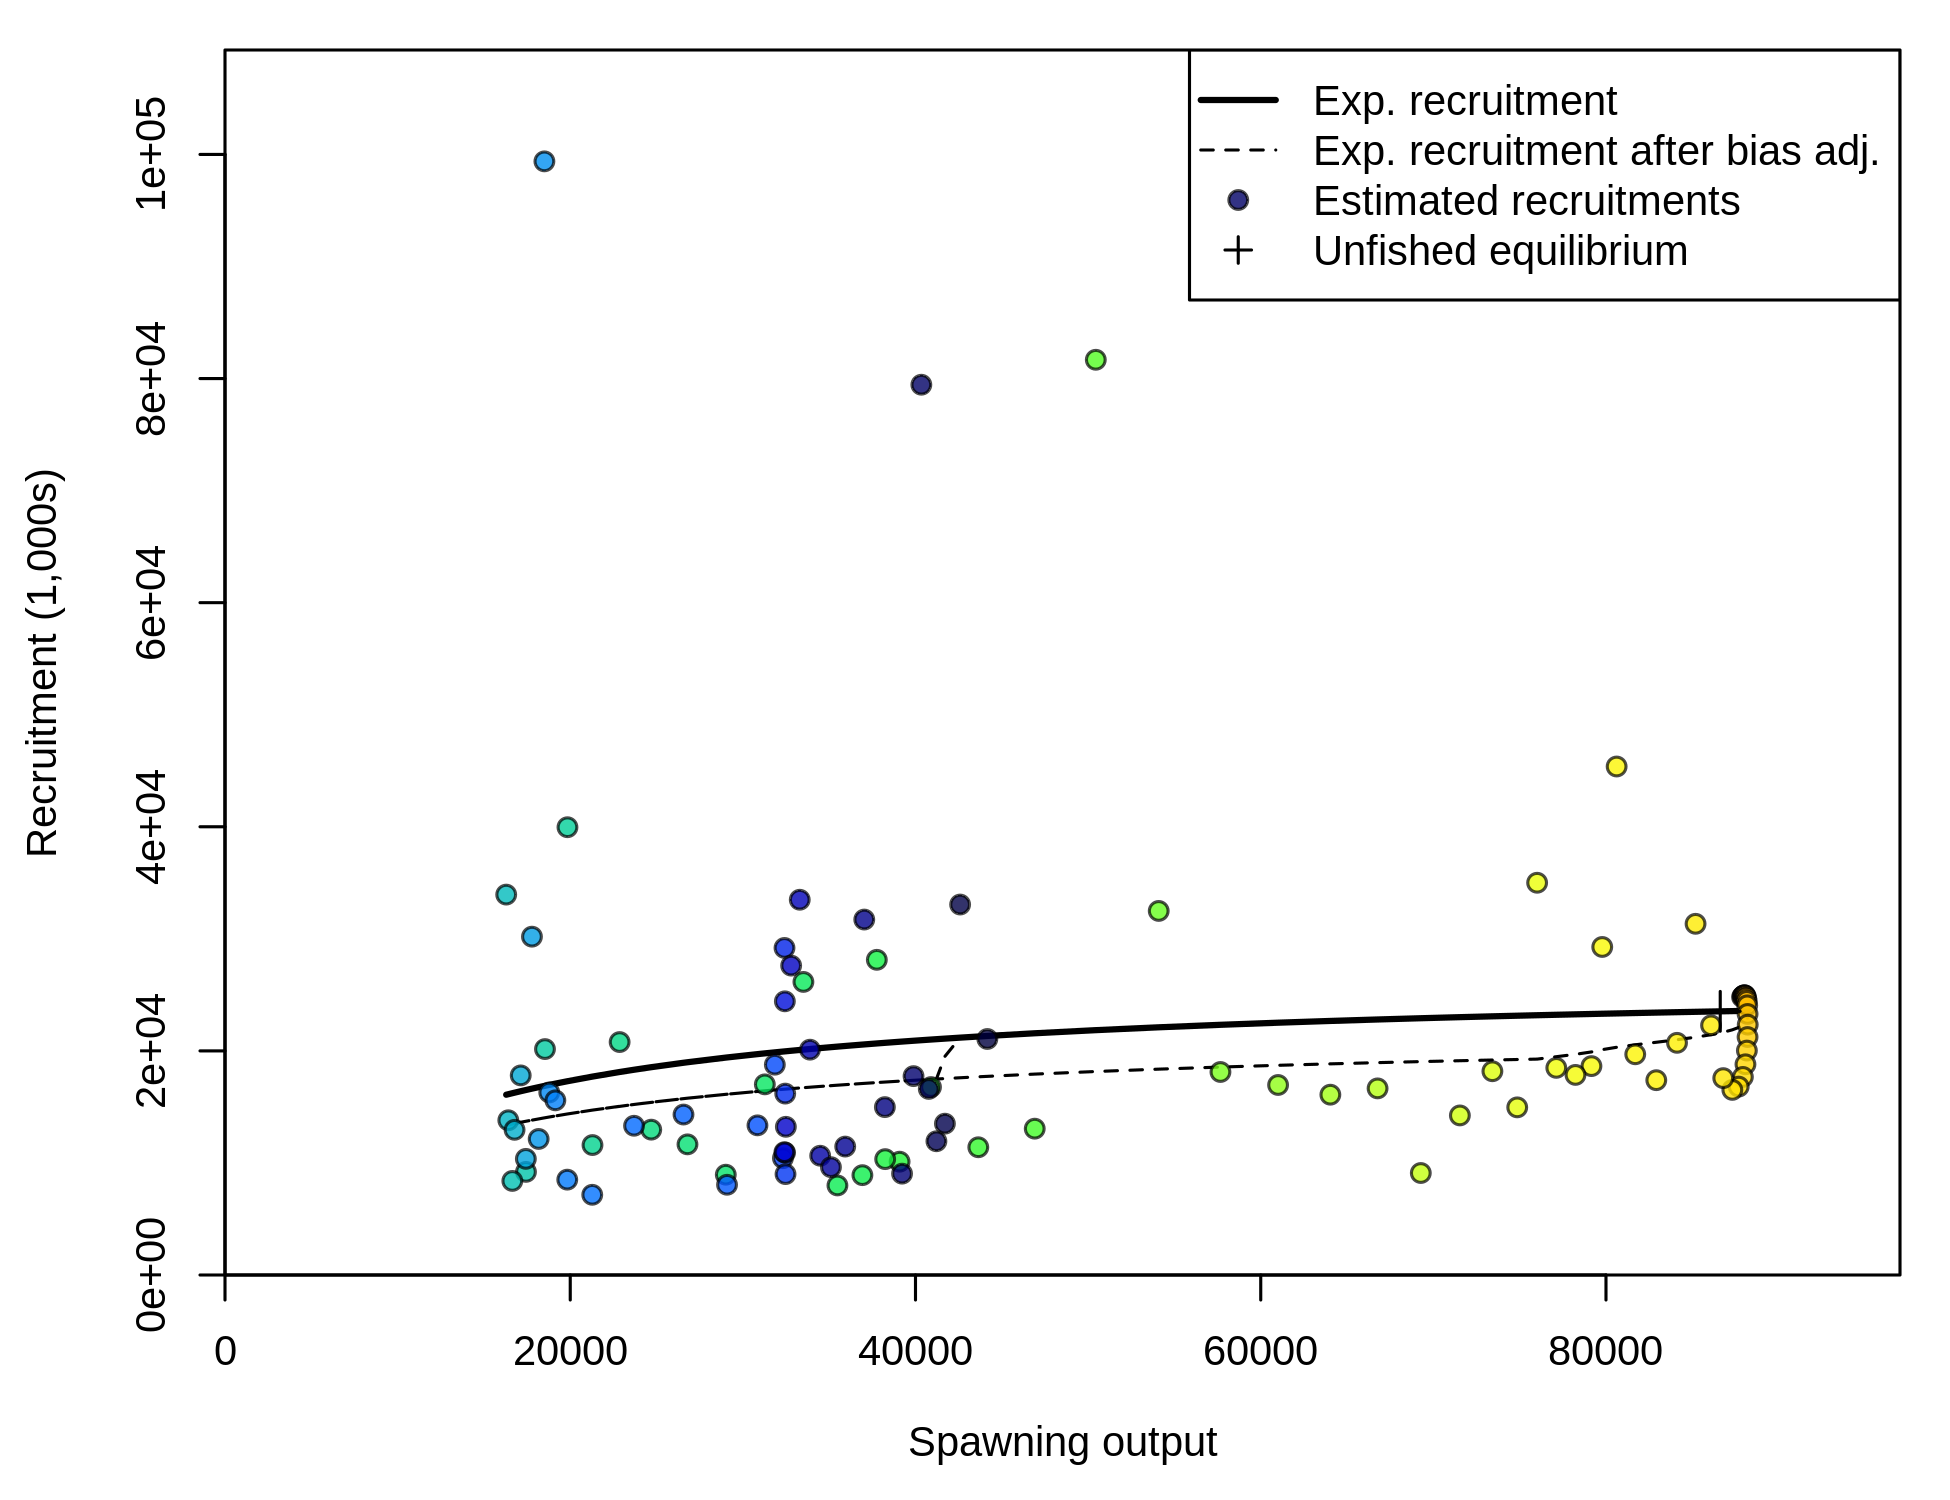 Exp. recruitment
Exp. recruitment after bias adj.
Estimated recruitments
Unfished equilibrium
Recruitment (1,000s)
1e+05
8e+04
6e+04
4e+04
2e+04
0e+00
0 20000 40000 60000 80000
Spawning output